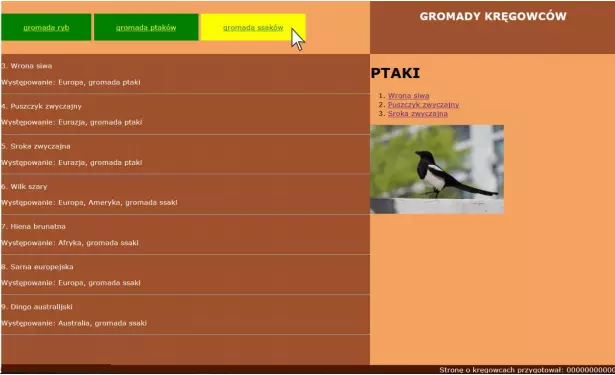 gromada ryb
gromada ptaków
gromada ssaków
GROMADY KRĘGOWCÓW
3. Wrona siwa
Występowanie: Europa, gromada ptaki
4. Puszczyk zwyczajny
Występowanie: Eurazja, gromada ptaki
5. Sroka zwyczajna
Występowanie: Eurazja, gromada ptaki
6. Wilk szary
Występowanie: Europa, Ameryka, gromada ssaki
7. Hiena brunatna
Występowanie: Afryka, gromada ssaki
8. Sarna europejska
Występowanie: Europa, gromada ssaki
9. Dingo australijski
Występowanie: Australia, gromada ssaki
PTAKI
1. Wrona siwa
2. Puszczyk zwyczajny
3. Sroka zwyczajna
Stronę o kręgowcach przygotował: 0000000000